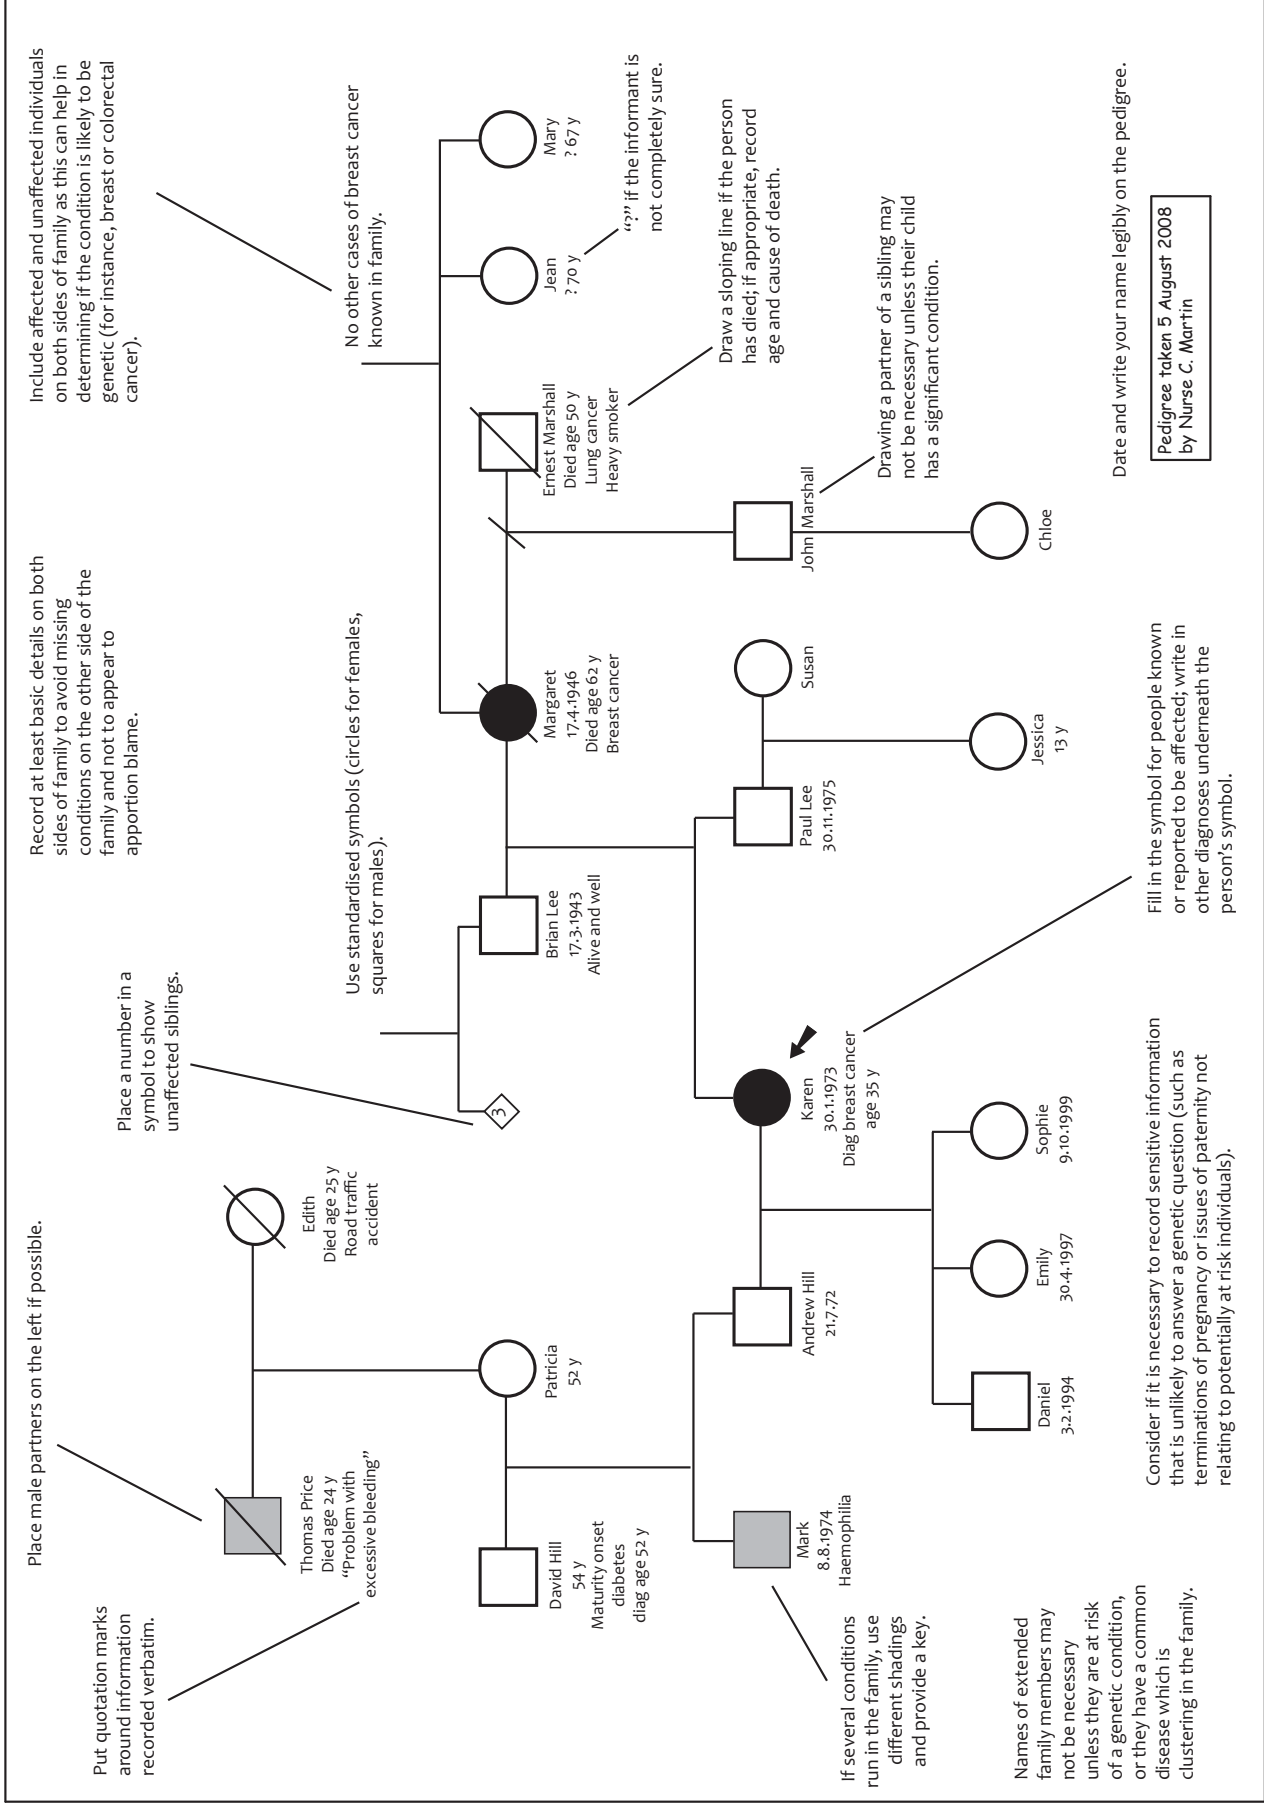 Place male partners on the left if possible.
Record at least basic details on both
sides of family to avoid missing
conditions on the other side of the
family and not to appear to
apportion blame.
Include affected and unaffected individuals
on both sides of family as this can help in
determining if the condition is likely to be
genetic (for instance, breast or colorectal
cancer).
Put quotation marks
around information
recorded verbatim.
Place a number in a
symbol to show
unaffected siblings.
Thomas Price
Died age 24 y
“Problem with
excessive bleeding”
Edith
Died age 25 y
Road traffic
accident
Use standardised symbols (circles for females,
squares for males).
No other cases of breast cancer
known in family.
David Hill
54 y
Maturity onset
diabetes
diag age 52 y
Patricia
52 y
3
Brian Lee
17.3.1943
Alive and well
Margaret
17.4.1946
Died age 62 y
Breast cancer
Ernest Marshall
Died age 50 y
Lung cancer
Heavy smoker
Jean
? 70 y
Mary
? 67 y
“?” if the informant is
not completely sure.
Draw a sloping line if the person
has died; if appropriate, record
age and cause of death.
Mark
8.8.1974
Haemophilia
Andrew Hill
21.7.72
Karen
30.1.1973
Diag breast cancer
age 35 y
Paul Lee
30.11.1975
Susan
John Marshall
Drawing a partner of a sibling may
not be necessary unless their child
has a significant condition.
If several conditions
run in the family, use
different shadings
and provide a key.
Daniel
3.2.1994
Emily
30.4.1997
Sophie
9.10.1999
Jessica
13 y
Chloe
Names of extended
family members may
not be necessary
unless they are at risk
of a genetic condition,
or they have a common
disease which is
clustering in the family.
Consider if it is necessary to record sensitive information
that is unlikely to answer a genetic question (such as
terminations of pregnancy or issues of paternity not
relating to potentially at risk individuals).
Fill in the symbol for people known
or reported to be affected; write in
other diagnoses underneath the
person’s symbol.
Date and write your name legibly on the pedigree.
Pedigree taken 5 August 2008
by Nurse C. Martin